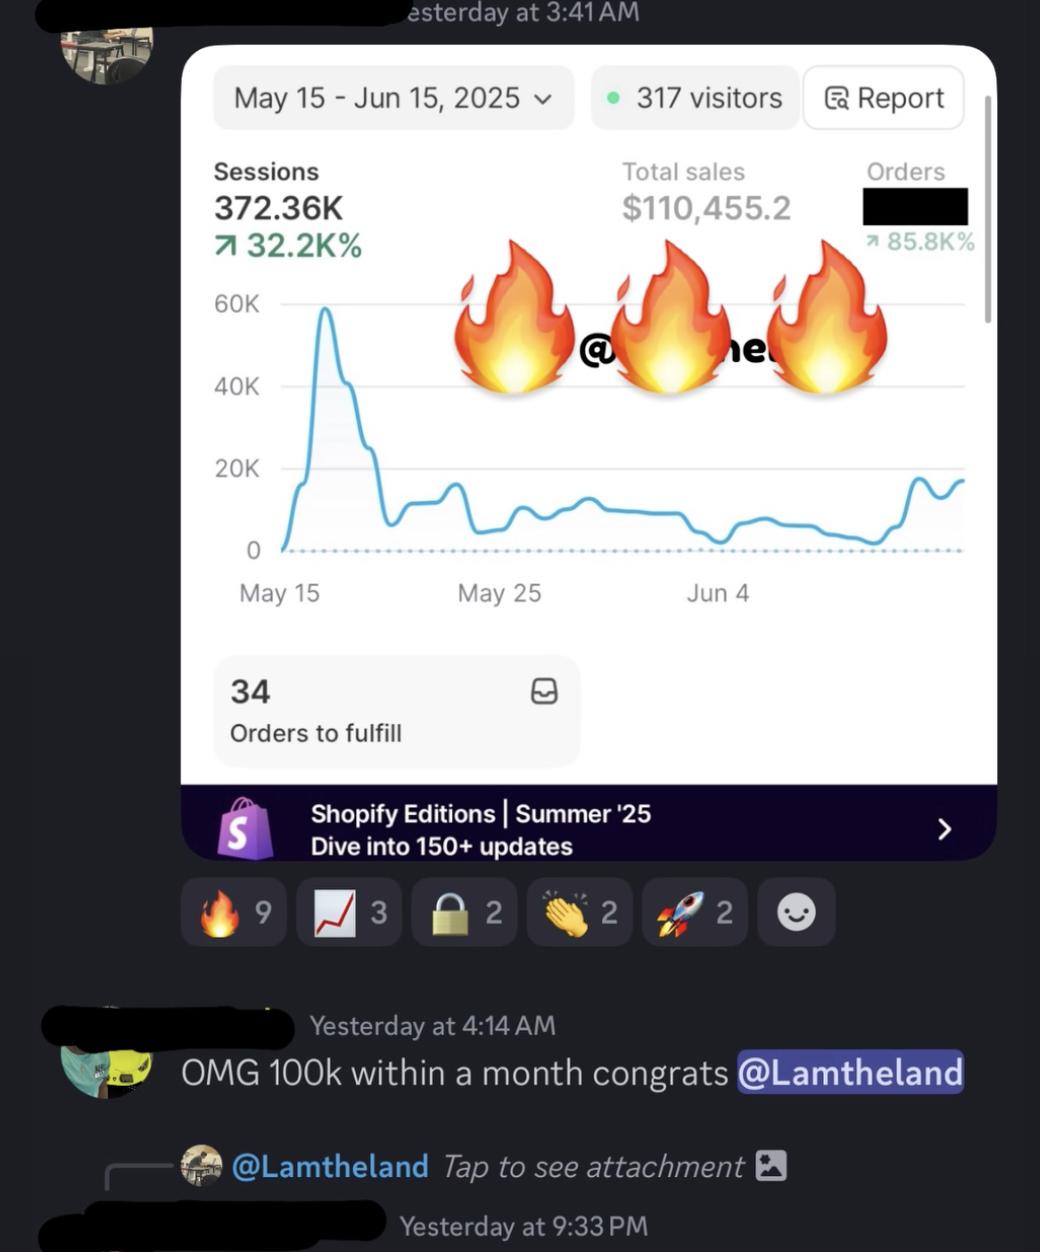 esterday at 3:41 AM
May 15 - Jun 15, 2025
317 visitors
Report
Sessions
372.36K
32.2K%
Total sales
$110,455.2
Orders
85.8K%
60K
40K
20K
0
May 15
May 25
Jun 4
34
Orders to fulfill
Shopify Editions | Summer '25
Dive into 150+ updates
9
3
2
2
2
Yesterday at 4:14 AM
OMG 100k within a month congrats @Lamtheland
@Lamtheland Tap to see attachment
Yesterday at 9:33 PM